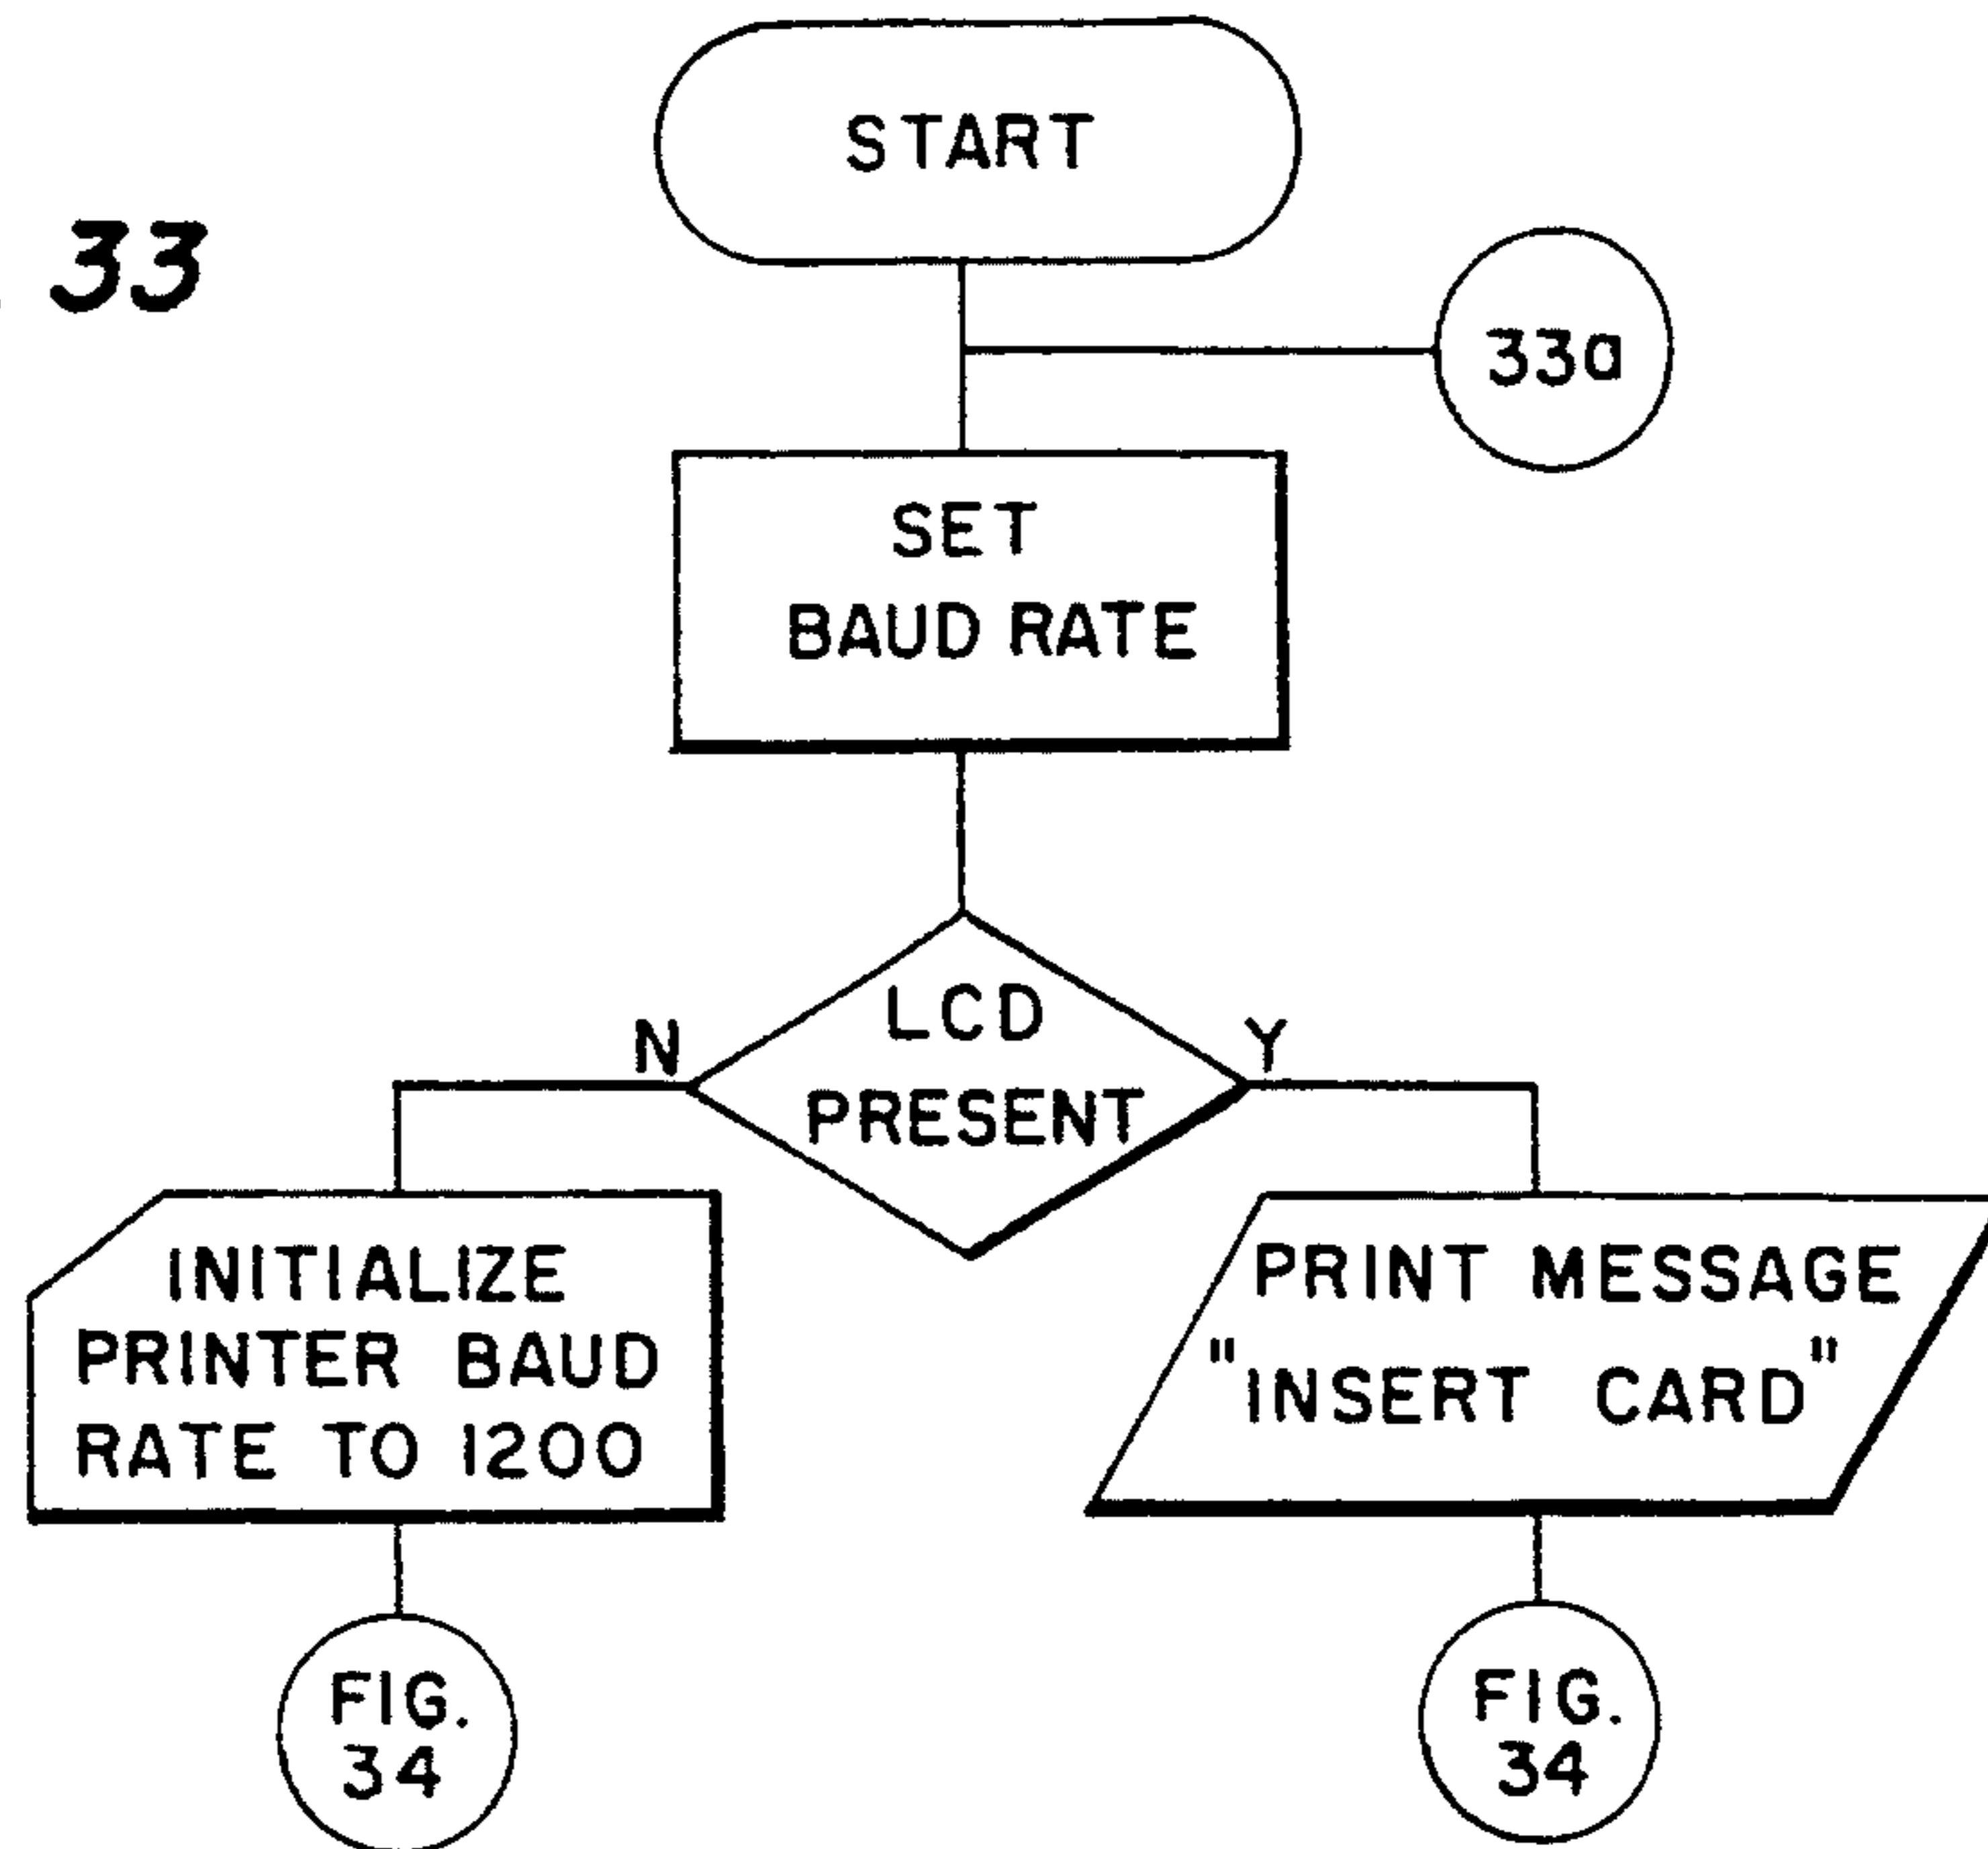 START
33
33a
SET
BAUD RATE
LCD
PRESENT
N
Y
INITIALIZE
PRINTER BAUD
RATE TO 1200
PRINT MESSAGE
"INSERT CARD"
FIG.
34
FIG.
34